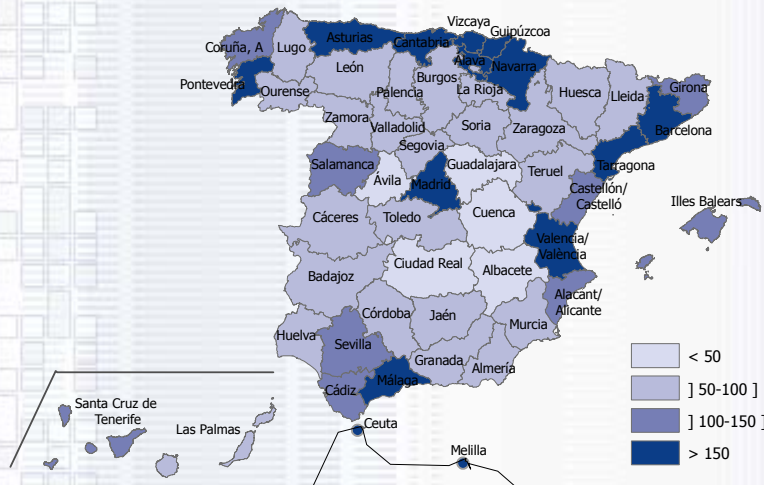 Vizcaya
Guipúzcoa
Coruña, A
Lugo
Asturias
Cantabria
Álava
Navarra
León
Burgos
La Rioja
Pontevedra
Ourense
Palencia
Huesca
Lleida
Girona
Zamora
Valladolid
Soria
Zaragoza
Barcelona
Segovia
Salamanca
Ávila
Madrid
Guadalajara
Teruel
Tarragona
Castellón/
Castelló
Illes Balears
Cáceres
Toledo
Cuenca
Valencia/
València
Badajoz
Ciudad Real
Albacete
Alacant/
Alicante
Córdoba
Jaén
Murcia
Huelva
Sevilla
Granada
Almería
Cádiz
Málaga
Santa Cruz de
Tenerife
Las Palmas
Ceuta
Melilla
< 50
] 50-100 ]
] 100-150 ]
> 150